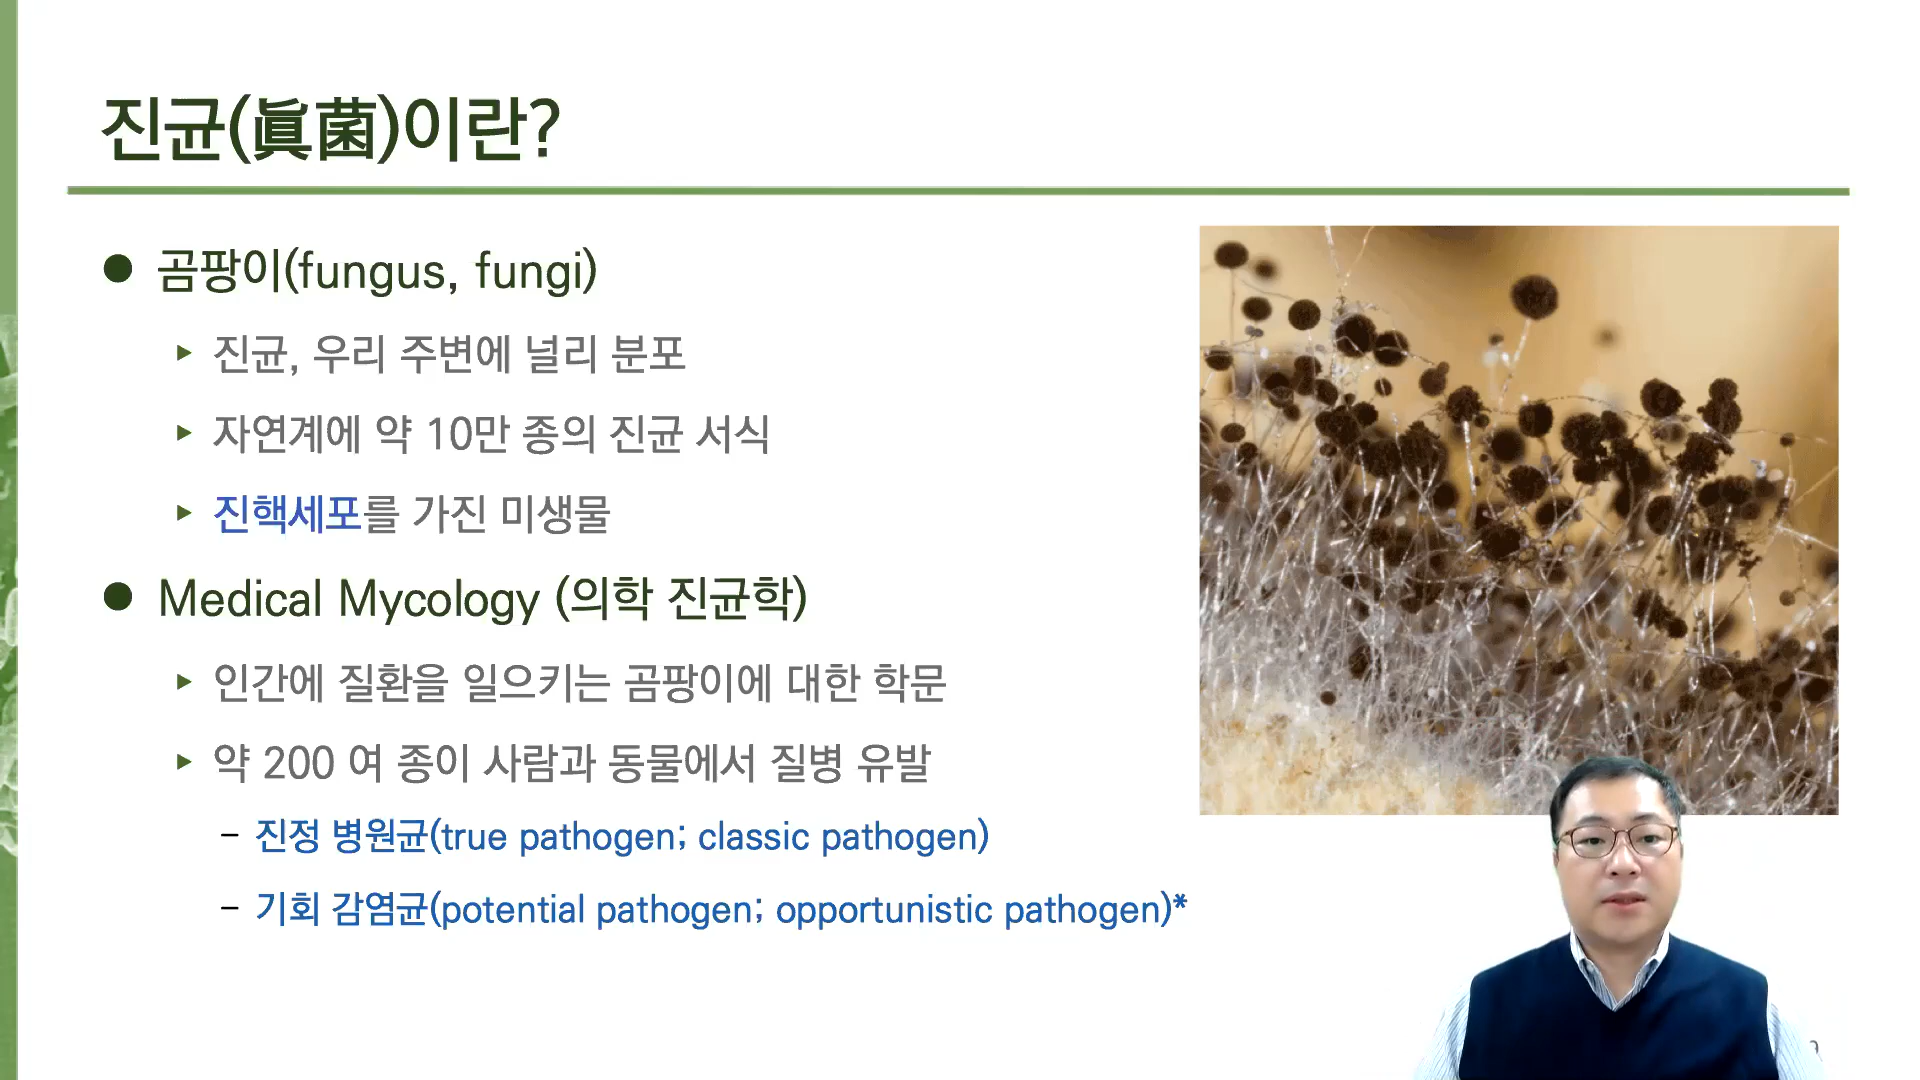 진균(眞菌)이란?
곰팡이(fungus, fungi)
진균, 우리 주변에 널리 분포
자연계에 약 10만 종의 진균 서식
진핵세포를 가진 미생물
Medical Mycology (의학 진균학)
인간에 질환을 일으키는 곰팡이에 대한 학문
약 200 여 종이 사람과 동물에서 질병 유발
– 진정 병원균(true pathogen; classic pathogen)
– 기회 감염균(potential pathogen; opportunistic pathogen)*